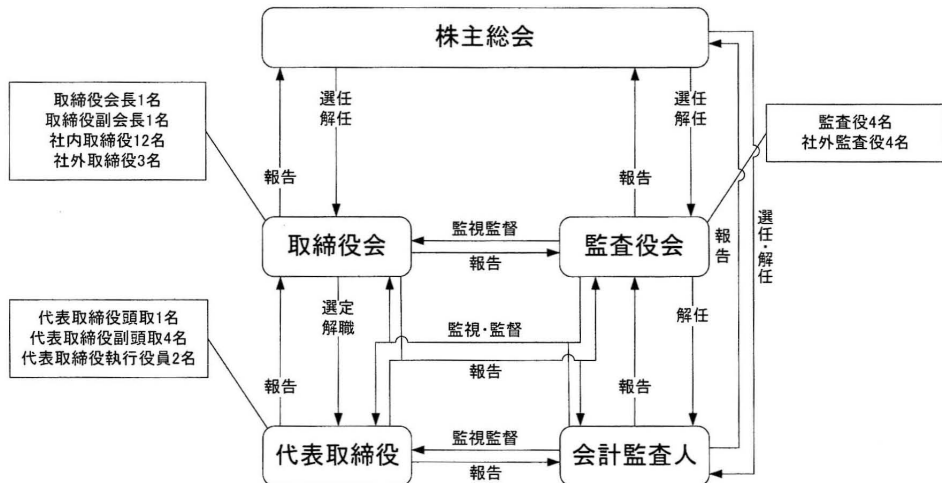 株主総会
取締役会長1名
取締役副会長1名
社内取締役12名
社外取締役3名
選任
解任
選任
解任
監査役4名
社外監査役4名
報告
報告
取締役会
監視監督
報告
監査役会
報告
選任・解任
代表取締役頭取1名
代表取締役副頭取4名
代表取締役執行役員2名
選定
解職
監視・監督
解任
報告
報告
報告
代表取締役
監視監督
報告
会計監査人